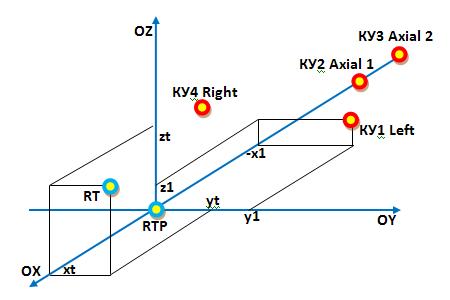 OZ
КУ3 Axial 2
КУ2 Axial 1
КУ4 Right
КУ1 Left
zt
-x1
z1
RT
yt
y1
RTP
OY
OX
xt